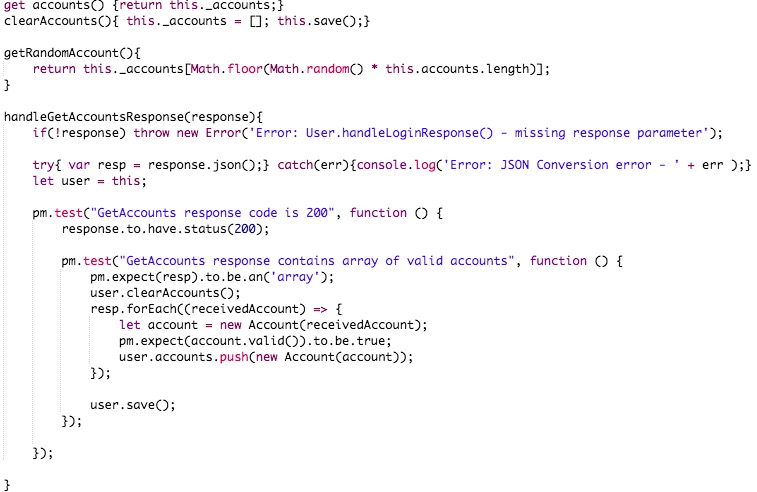 get accounts() {return this._accounts;}
clearAccounts(){ this._accounts = []; this.save();}
getRandomAccount(){
return this._accounts[Math.floor(Math.random() * this.accounts.length)];
}
handleGetAccountsResponse(response){
if(!response) throw new Error('Error: User.handleLoginResponse() - missing response parameter');
try{ var resp = response.json();} catch(err){console.log('Error: JSON Conversion error - ' + err );}
let user = this;
pm.test("GetAccounts response code is 200", function () {
response.to.have.status(200);
pm.test("GetAccounts response contains array of valid accounts", function () {
pm.expect(resp).to.be.an('array');
user.clearAccounts();
resp.forEach((receivedAccount) => {
let account = new Account(receivedAccount);
pm.expect(account.valid()).to.be.true;
user.accounts.push(new Account(account));
});
user.save();
});
});
}